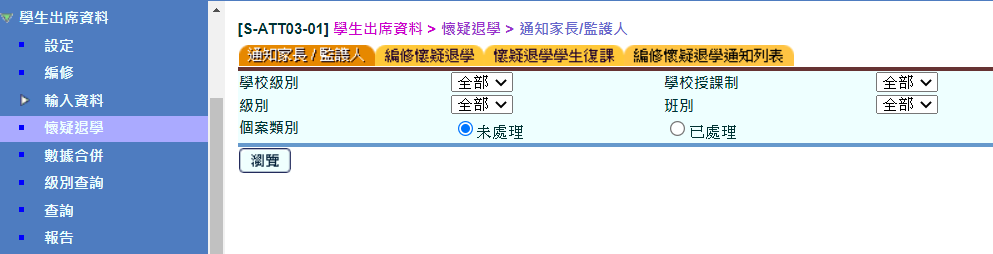 學生出席資料
設定
編修
輸入資料
懷疑退學
數據合併
級別查詢
查詢
報告
[S-ATT03-01] 學生出席資料 > 懷疑退學 > 通知家長/監護人
通知家長 / 監護人 編修懷疑退學 懷疑退學學生復課 編修懷疑退學通知列表
學校級別 全部 學校授課制 全部
級別 全部 班別 全部
個案類別 未處理 已處理
瀏覽